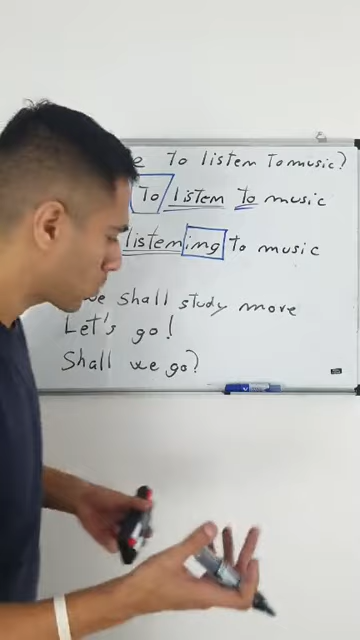 to listen to music?
To listen to music
listening to music
we shall study more
Let's go!
Shall we go?